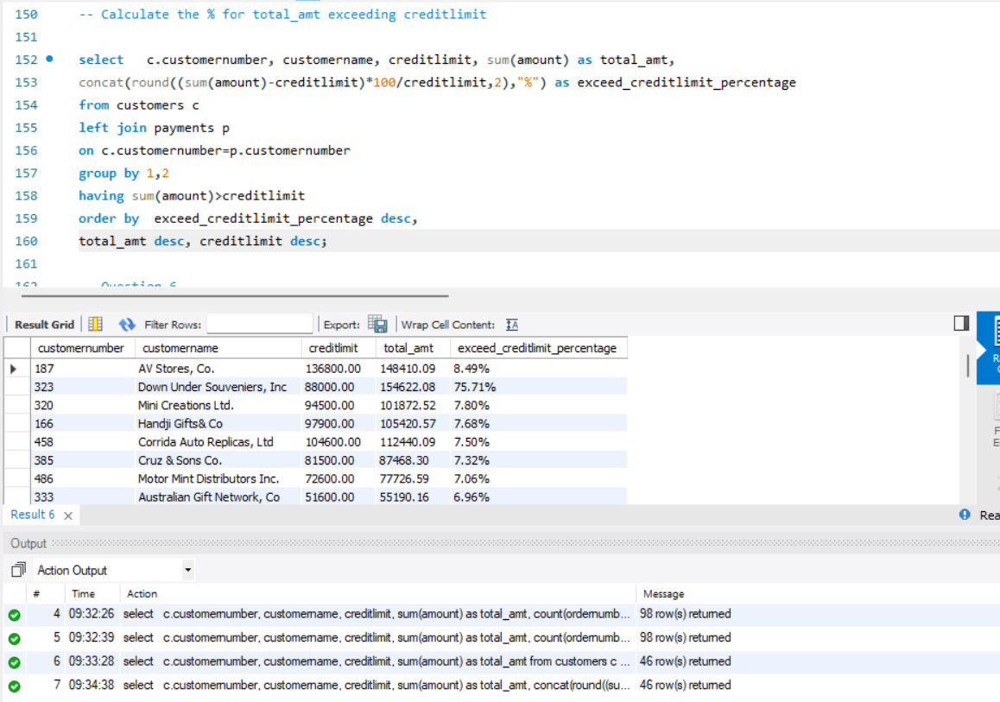 150 -- Calculate the % for total_amt exceeding creditlimit
151
152 select c.customernumber, customername, creditlimit, sum(amount) as total_amt,
153 concat(round((sum(amount)-creditlimit)*100/creditlimit,2),"%") as exceed_creditlimit_percentage
154 from customers c
155 left join payments p
156 on c.customernumber=p.customernumber
157 group by 1,2
158 having sum(amount)>creditlimit
159 order by exceed_creditlimit_percentage desc,
160 total_amt desc, creditlimit desc;
161
162 Question 6
Result Grid Filter Rows: Export: Wrap Cell Content: IA
customernumber customername creditlimit total_amt exceed_creditlimit_percentage
187 AV Stores, Co. 136800.00 148410.09 8.49%
323 Down Under Souveniers, Inc 88000.00 154622.08 75.71%
320 Mini Creations Ltd. 94500.00 101872.52 7.80%
166 Handji Gifts& Co 97900.00 105420.57 7.68%
458 Corrida Auto Replicas, Ltd 104600.00 112440.09 7.50%
385 Cruz & Sons Co. 81500.00 87468.30 7.32%
486 Motor Mint Distributors Inc. 72600.00 77726.59 7.06%
333 Australian Gift Network, Co 51600.00 55190.16 6.96%
Result 6 Rea
Output
Action Output
# Time Action Message
4 09:32:26 select c.customernumber, customername, creditlimit, sum(amount) as total_amt, count(ordernumb... 98 row(s) returned
5 09:32:39 select c.customernumber, customername, creditlimit, sum(amount) as total_amt, count(ordernumb... 98 row(s) returned
6 09:33:28 select c.customernumber, customername, creditlimit, sum(amount) as total_amt from customers c ... 46 row(s) returned
7 09:34:38 select c.customernumber, customername, creditlimit, sum(amount) as total_amt, concat(round((su... 46 row(s) returned